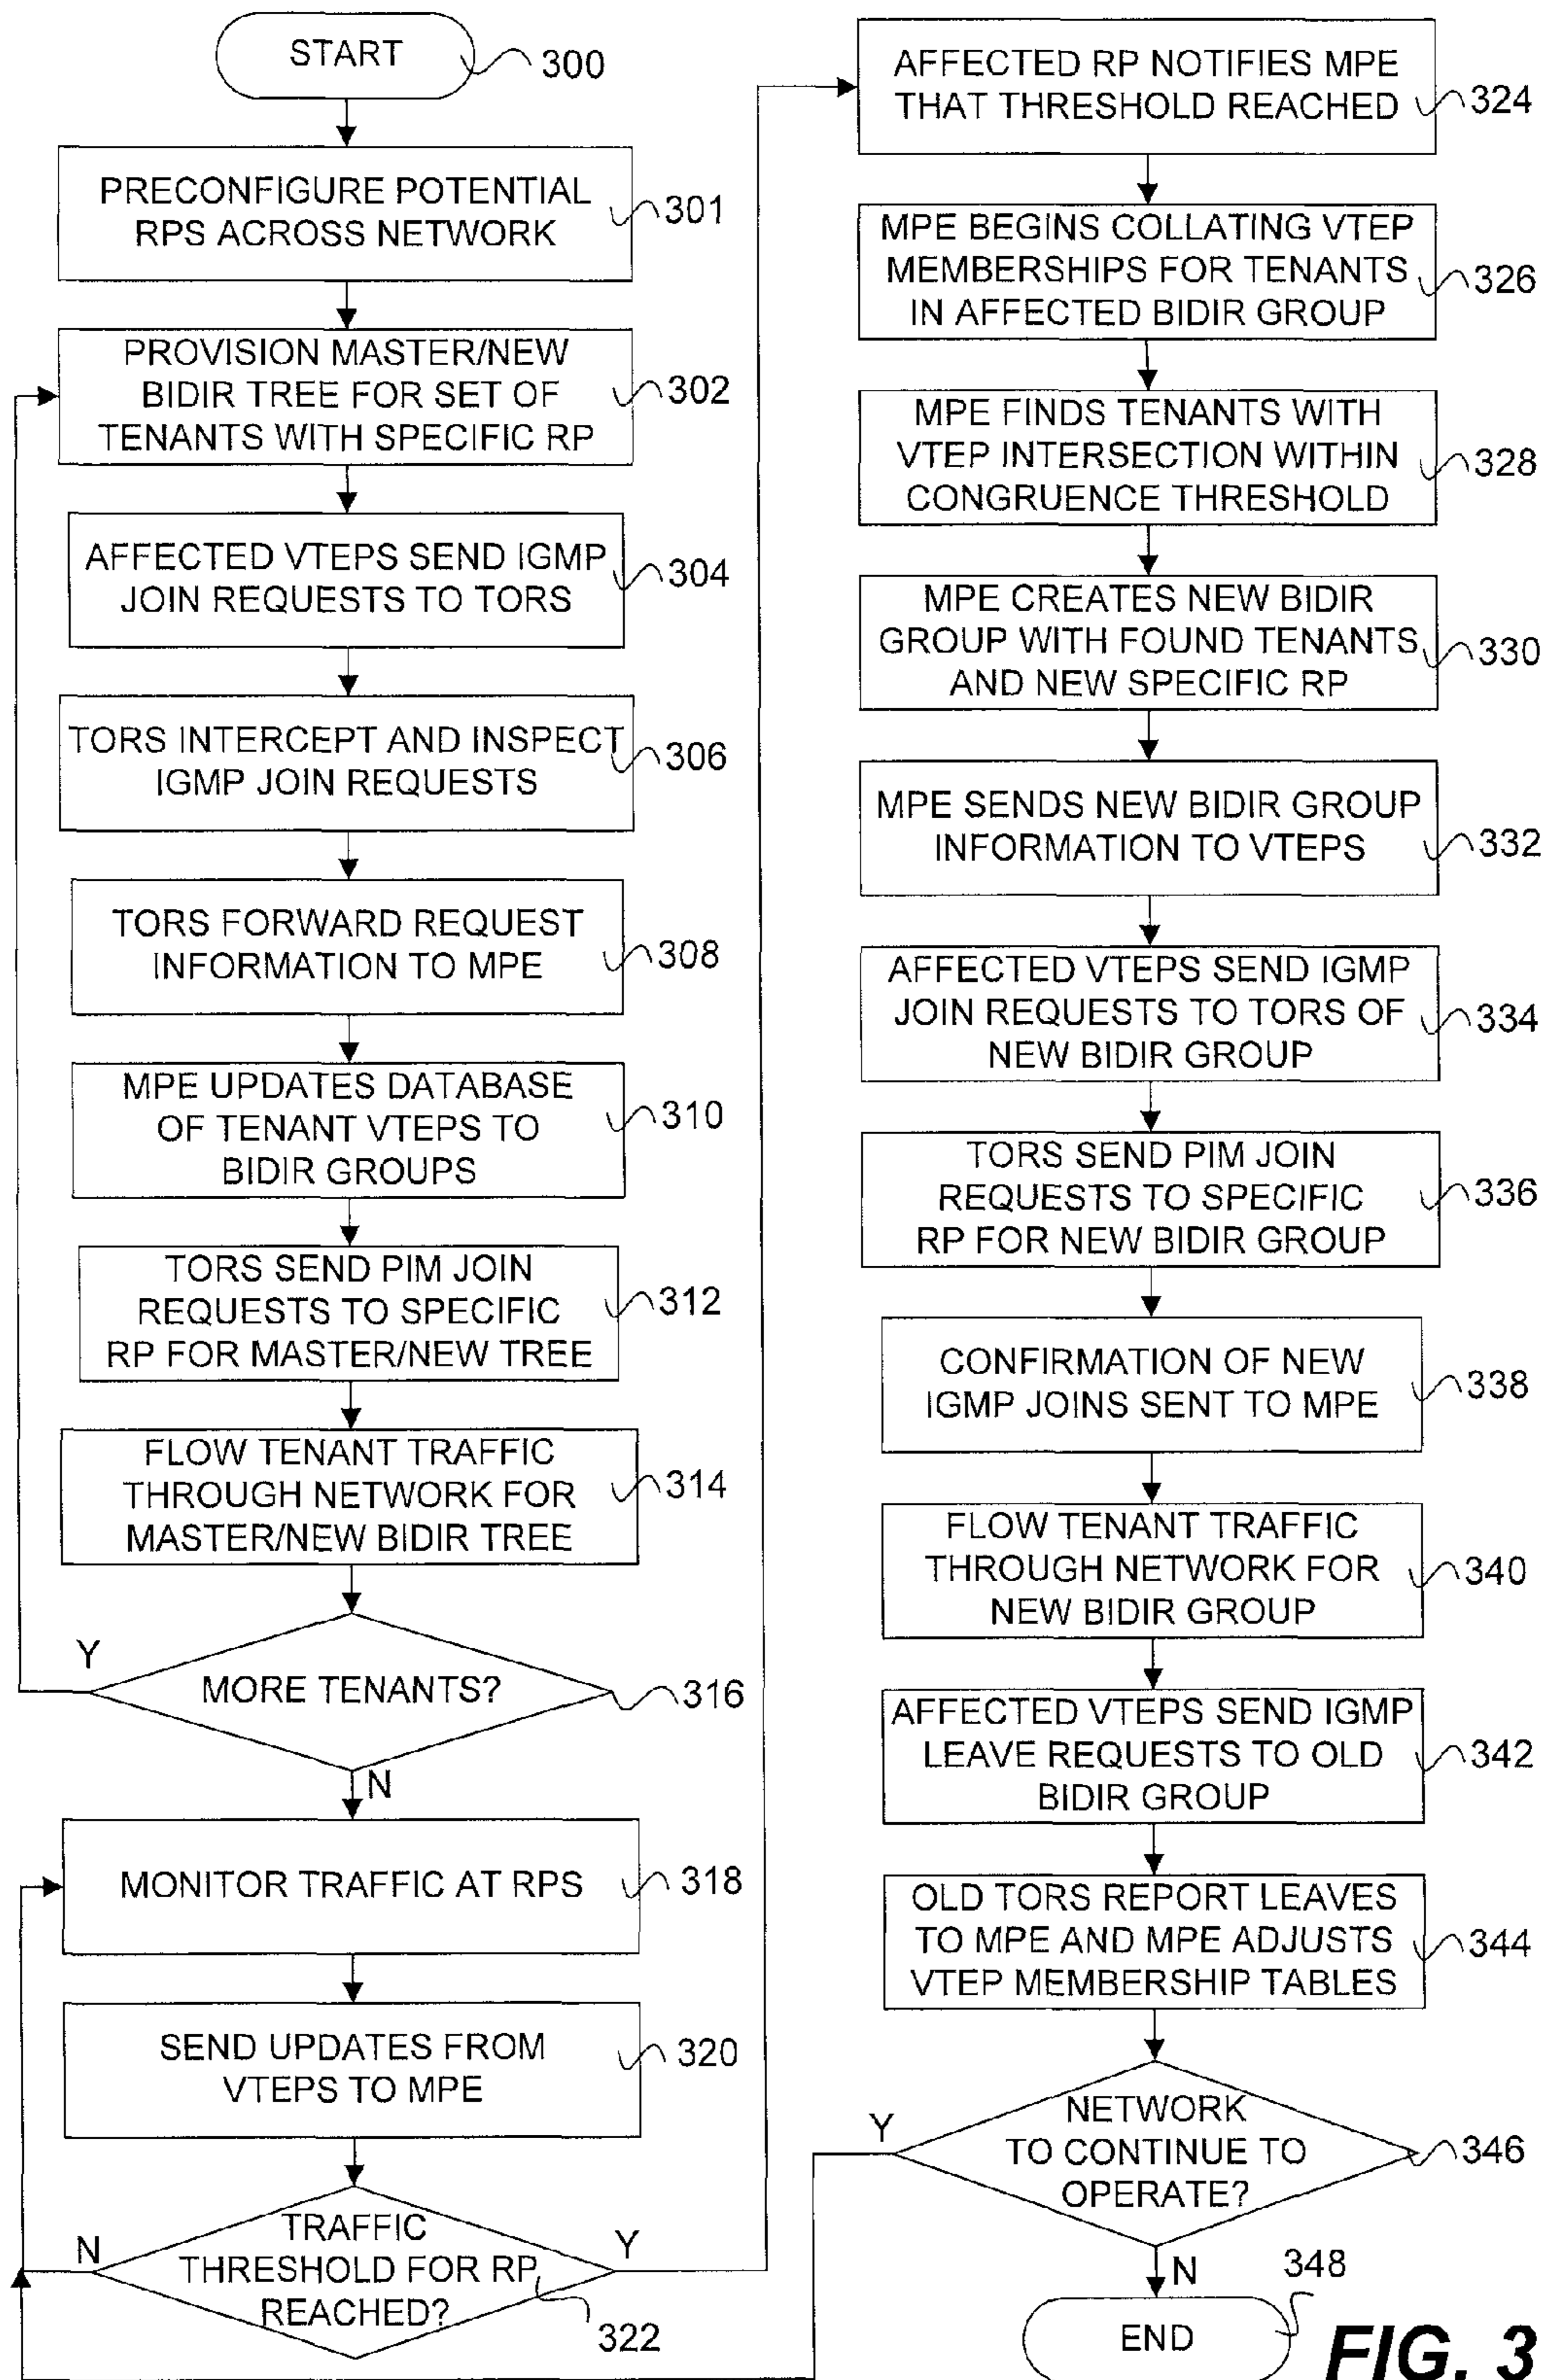 START
300
PRECONFIGURE POTENTIAL
RPS ACROSS NETWORK
301
PROVISION MASTER/NEW
BIDIR TREE FOR SET OF
TENANTS WITH SPECIFIC RP
302
AFFECTED VTEPS SEND IGMP
JOIN REQUESTS TO TORS
304
TORS INTERCEPT AND INSPECT
IGMP JOIN REQUESTS
306
TORS FORWARD REQUEST
INFORMATION TO MPE
308
MPE UPDATES DATABASE
OF TENANT VTEPS TO
BIDIR GROUPS
310
TORS SEND PIM JOIN
REQUESTS TO SPECIFIC
RP FOR MASTER/NEW TREE
312
FLOW TENANT TRAFFIC
THROUGH NETWORK FOR
MASTER/NEW BIDIR TREE
314
Y
MORE TENANTS?
316
N
MONITOR TRAFFIC AT RPS
318
SEND UPDATES FROM
VTEPS TO MPE
320
N
TRAFFIC
THRESHOLD FOR RP
REACHED?
Y
322
AFFECTED RP NOTIFIES MPE
THAT THRESHOLD REACHED
324
MPE BEGINS COLLATING VTEP
MEMBERSHIPS FOR TENANTS
IN AFFECTED BIDIR GROUP
326
MPE FINDS TENANTS WITH
VTEP INTERSECTION WITHIN
CONGRUENCE THRESHOLD
328
MPE CREATES NEW BIDIR
GROUP WITH FOUND TENANTS
AND NEW SPECIFIC RP
330
MPE SENDS NEW BIDIR GROUP
INFORMATION TO VTEPS
332
AFFECTED VTEPS SEND IGMP
JOIN REQUESTS TO TORS OF
NEW BIDIR GROUP
334
TORS SEND PIM JOIN
REQUESTS TO SPECIFIC
RP FOR NEW BIDIR GROUP
336
CONFIRMATION OF NEW
IGMP JOINS SENT TO MPE
338
FLOW TENANT TRAFFIC
THROUGH NETWORK FOR
NEW BIDIR GROUP
340
AFFECTED VTEPS SEND IGMP
LEAVE REQUESTS TO OLD
BIDIR GROUP
342
OLD TORS REPORT LEAVES
TO MPE AND MPE ADJUSTS
VTEP MEMBERSHIP TABLES
344
Y
NETWORK
TO CONTINUE TO
OPERATE?
346
N
END
348
FIG. 3